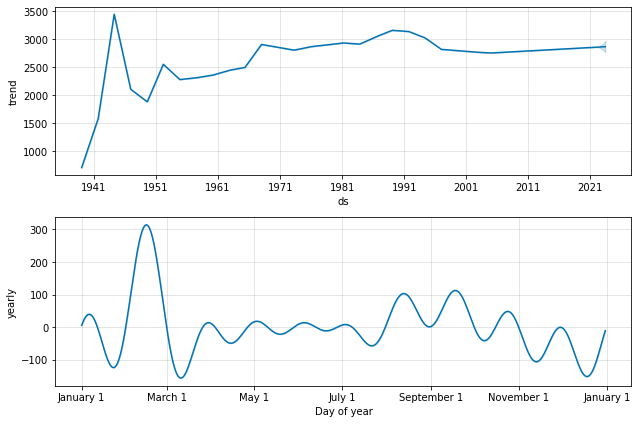 3500
3000
2500
2000
1500
1000
trend
1941 1951 1961 1971 1981 1991 2001 2011 2021
ds
300
200
100
0
−100
yearly
January 1 March 1 May 1 July 1 September 1 November 1 January 1
Day of year